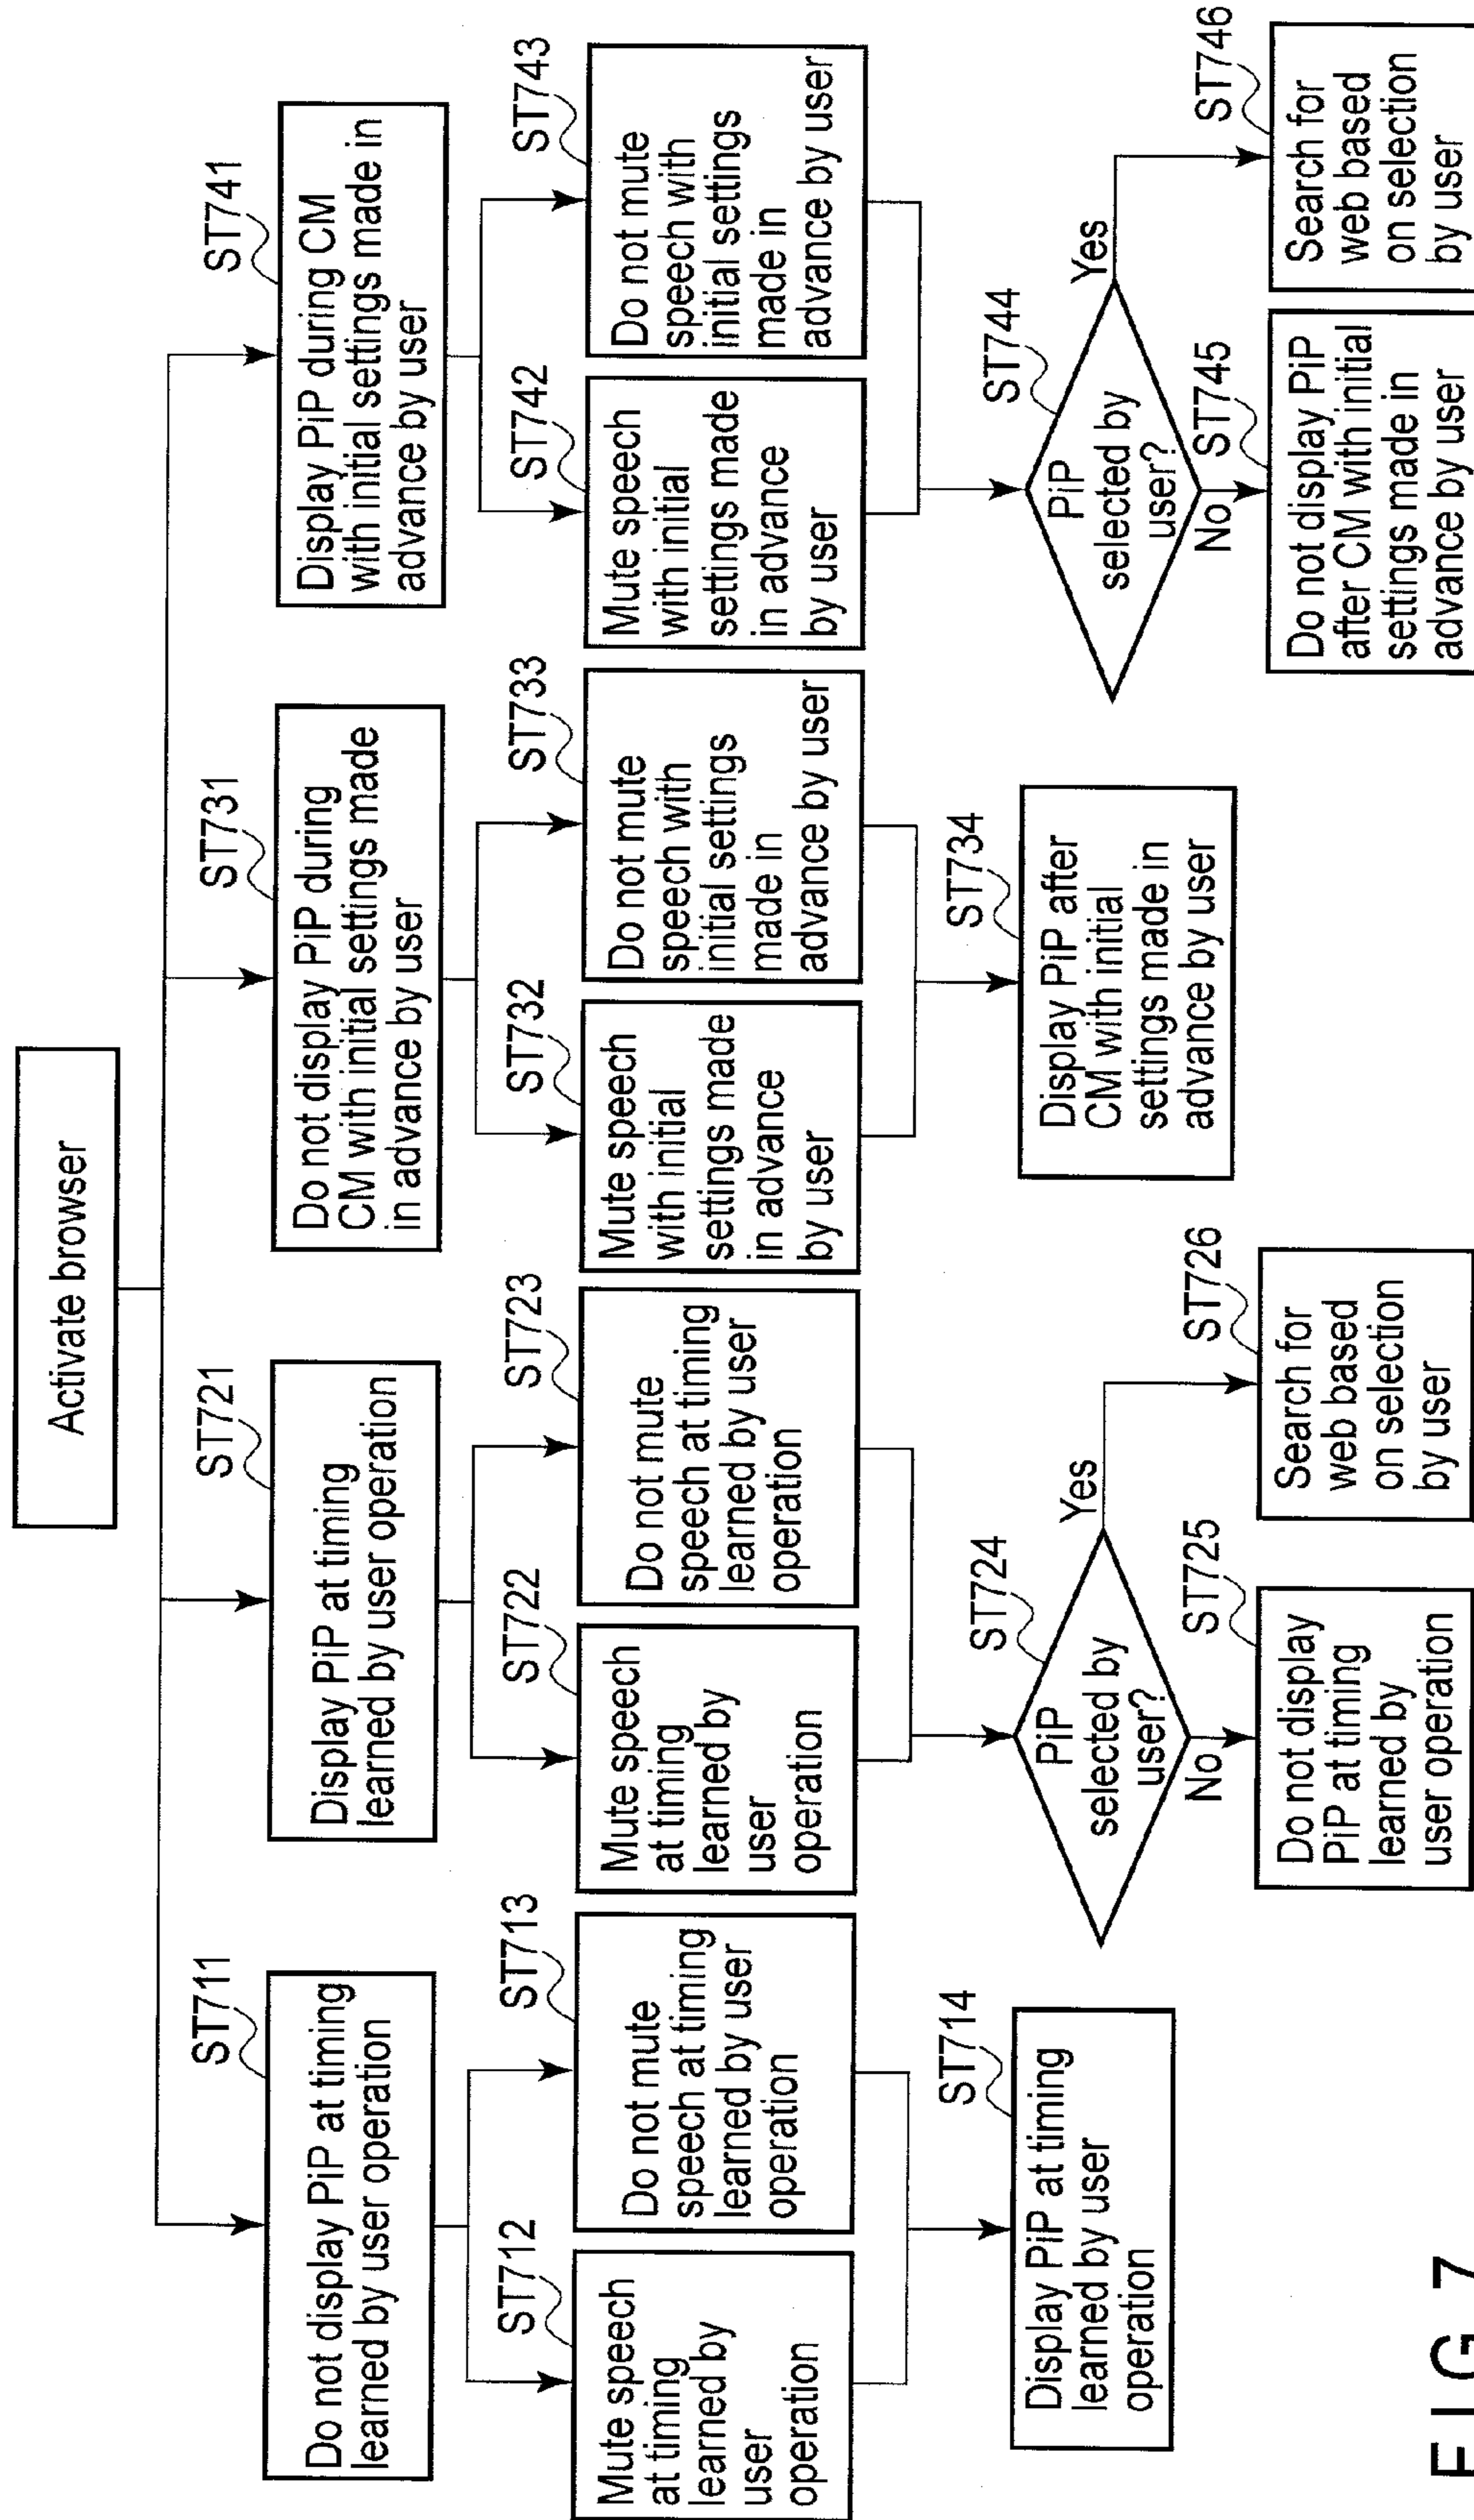 Activate browser
ST711
Do not display PiP at timing
learned by user operation
ST721
Display PiP at timing
learned by user operation
ST731
Do not display PiP during
CM with initial settings made
in advance by user
ST741
Display PiP during CM
with initial settings made in
advance by user
ST712
Mute speech
at timing
learned by
user
operation
ST713
Do not mute
speech at timing
learned by user
operation
ST722
Mute speech
at timing
learned by
user
operation
ST723
Do not mute
speech at timing
learned by user
operation
ST732
Mute speech
with initial
settings made
in advance
by user
ST733
Do not mute
speech with
initial settings
made in
advance by user
ST742
Mute speech
with initial
settings made
in advance
by user
ST743
Do not mute
speech with
initial settings
made in
advance by user
ST714
Display PiP at timing
learned by user
operation
ST724
PiP
selected by
user?
Yes
No
ST734
Display PiP after
CM with initial
settings made in
advance by user
ST744
PiP
selected by
user?
Yes
No
ST725
Do not display
PiP at timing
learned by
user operation
ST726
Search for
web based
on selection
by user
ST745
Do not display PiP
after CM with initial
settings made in
advance by user
ST746
Search for
web based
on selection
by user
FIG. 7